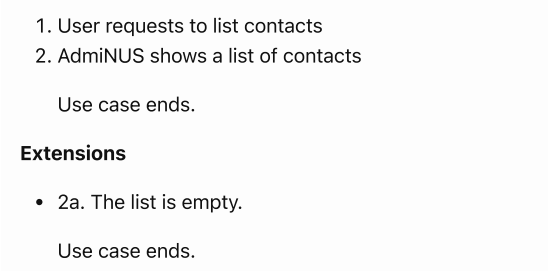 1. User requests to list contacts
2. AdmiNUS shows a list of contacts
Use case ends.
Extensions
• 2a. The list is empty.
Use case ends.